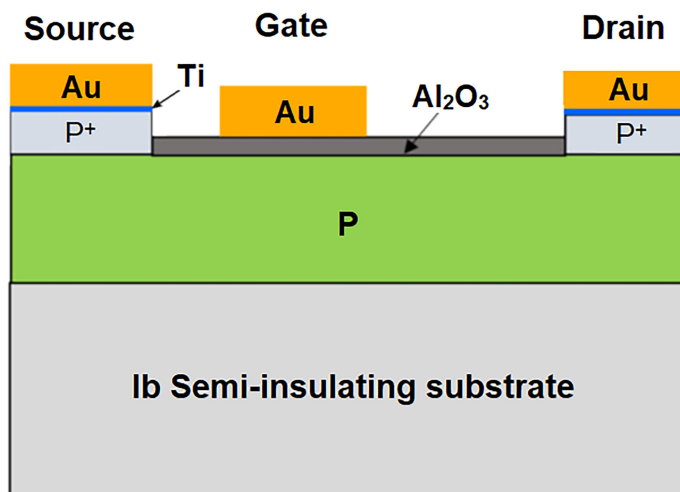 Source
Gate
Drain
Au
Ti
Au
Al₂O₃
Au
P⁺
P⁺
P
Ib Semi-insulating substrate